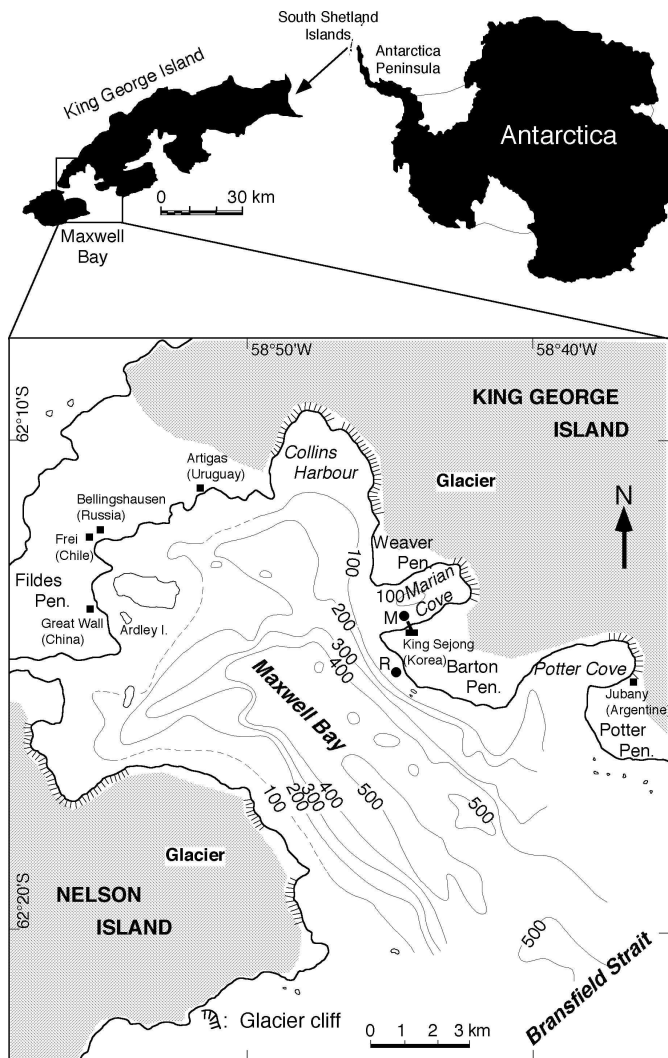 South Shetland
Islands
Antarctica
Peninsula
King George Island
Antarctica
0 30 km
Maxwell
Bay
58°50'W
58°40'W
62°10'S
KING GEORGE
ISLAND
Collins
Harbour
Artigas
(Uruguay)
Glacier
N
Bellingshausen
(Russia)
Frei
(Chile)
Weaver
Pen.
100
Marian
Cove
100
M
Fildes
Pen.
Great Wall
(China)
Ardley I.
200
300
400
King Sejong
(Korea)
R
Barton
Pen.
Potter Cove
Jubany
(Argentine)
Potter
Pen.
Maxwell Bay
100
200
300
400
500
500
Glacier
62°20'S
NELSON
ISLAND
500
Bransfield Strait
: Glacier cliff
0 1 2 3 km